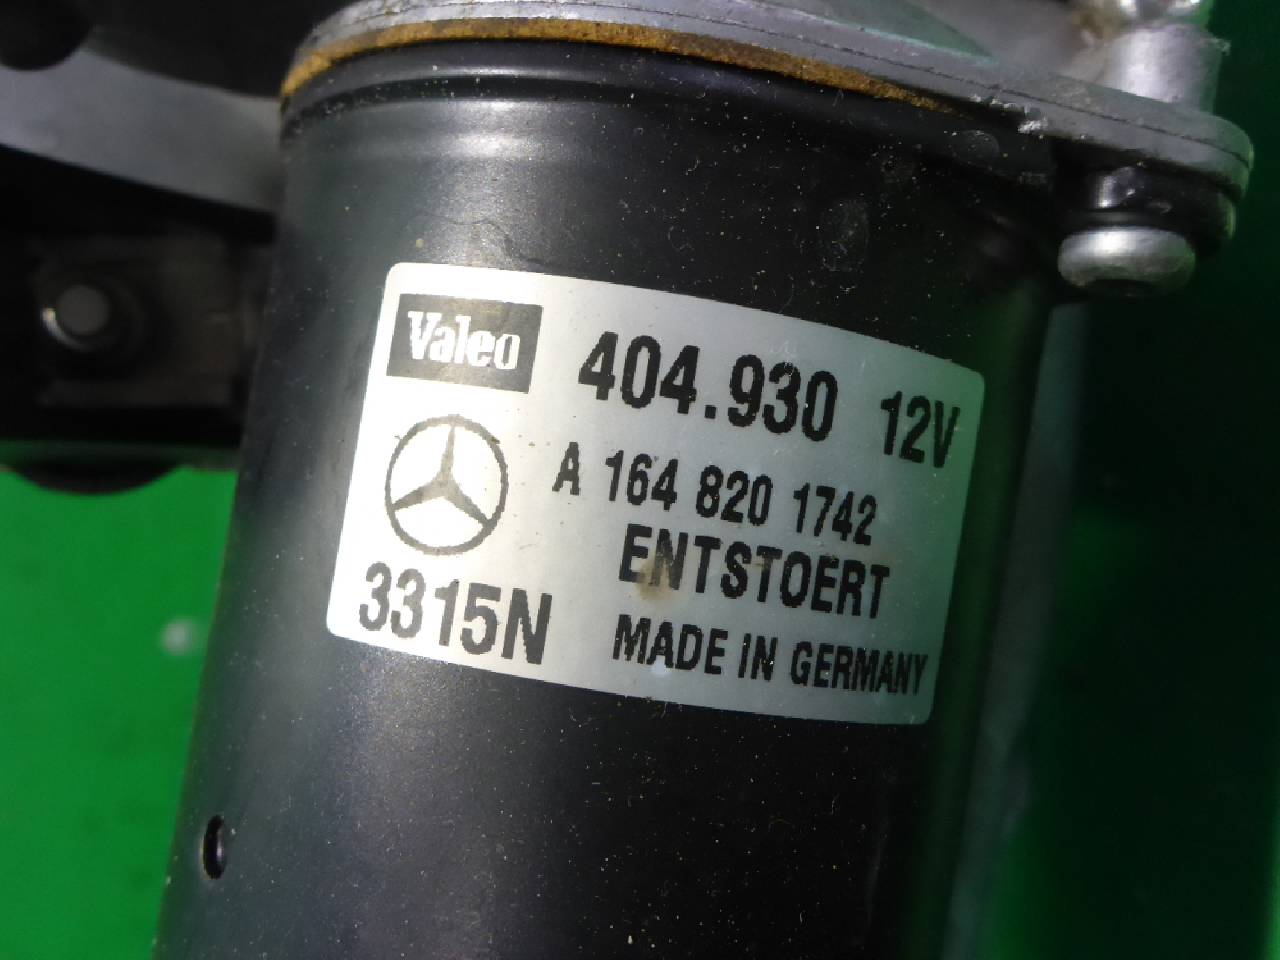 Valeo 404.930 12V
A 164 820 1742
ENTSTOERT
3315N MADE IN GERMANY